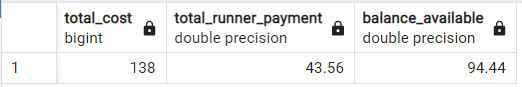 total_cost total_runner_payment balance_available
bigint double precision double precision
1 138 43.56 94.44